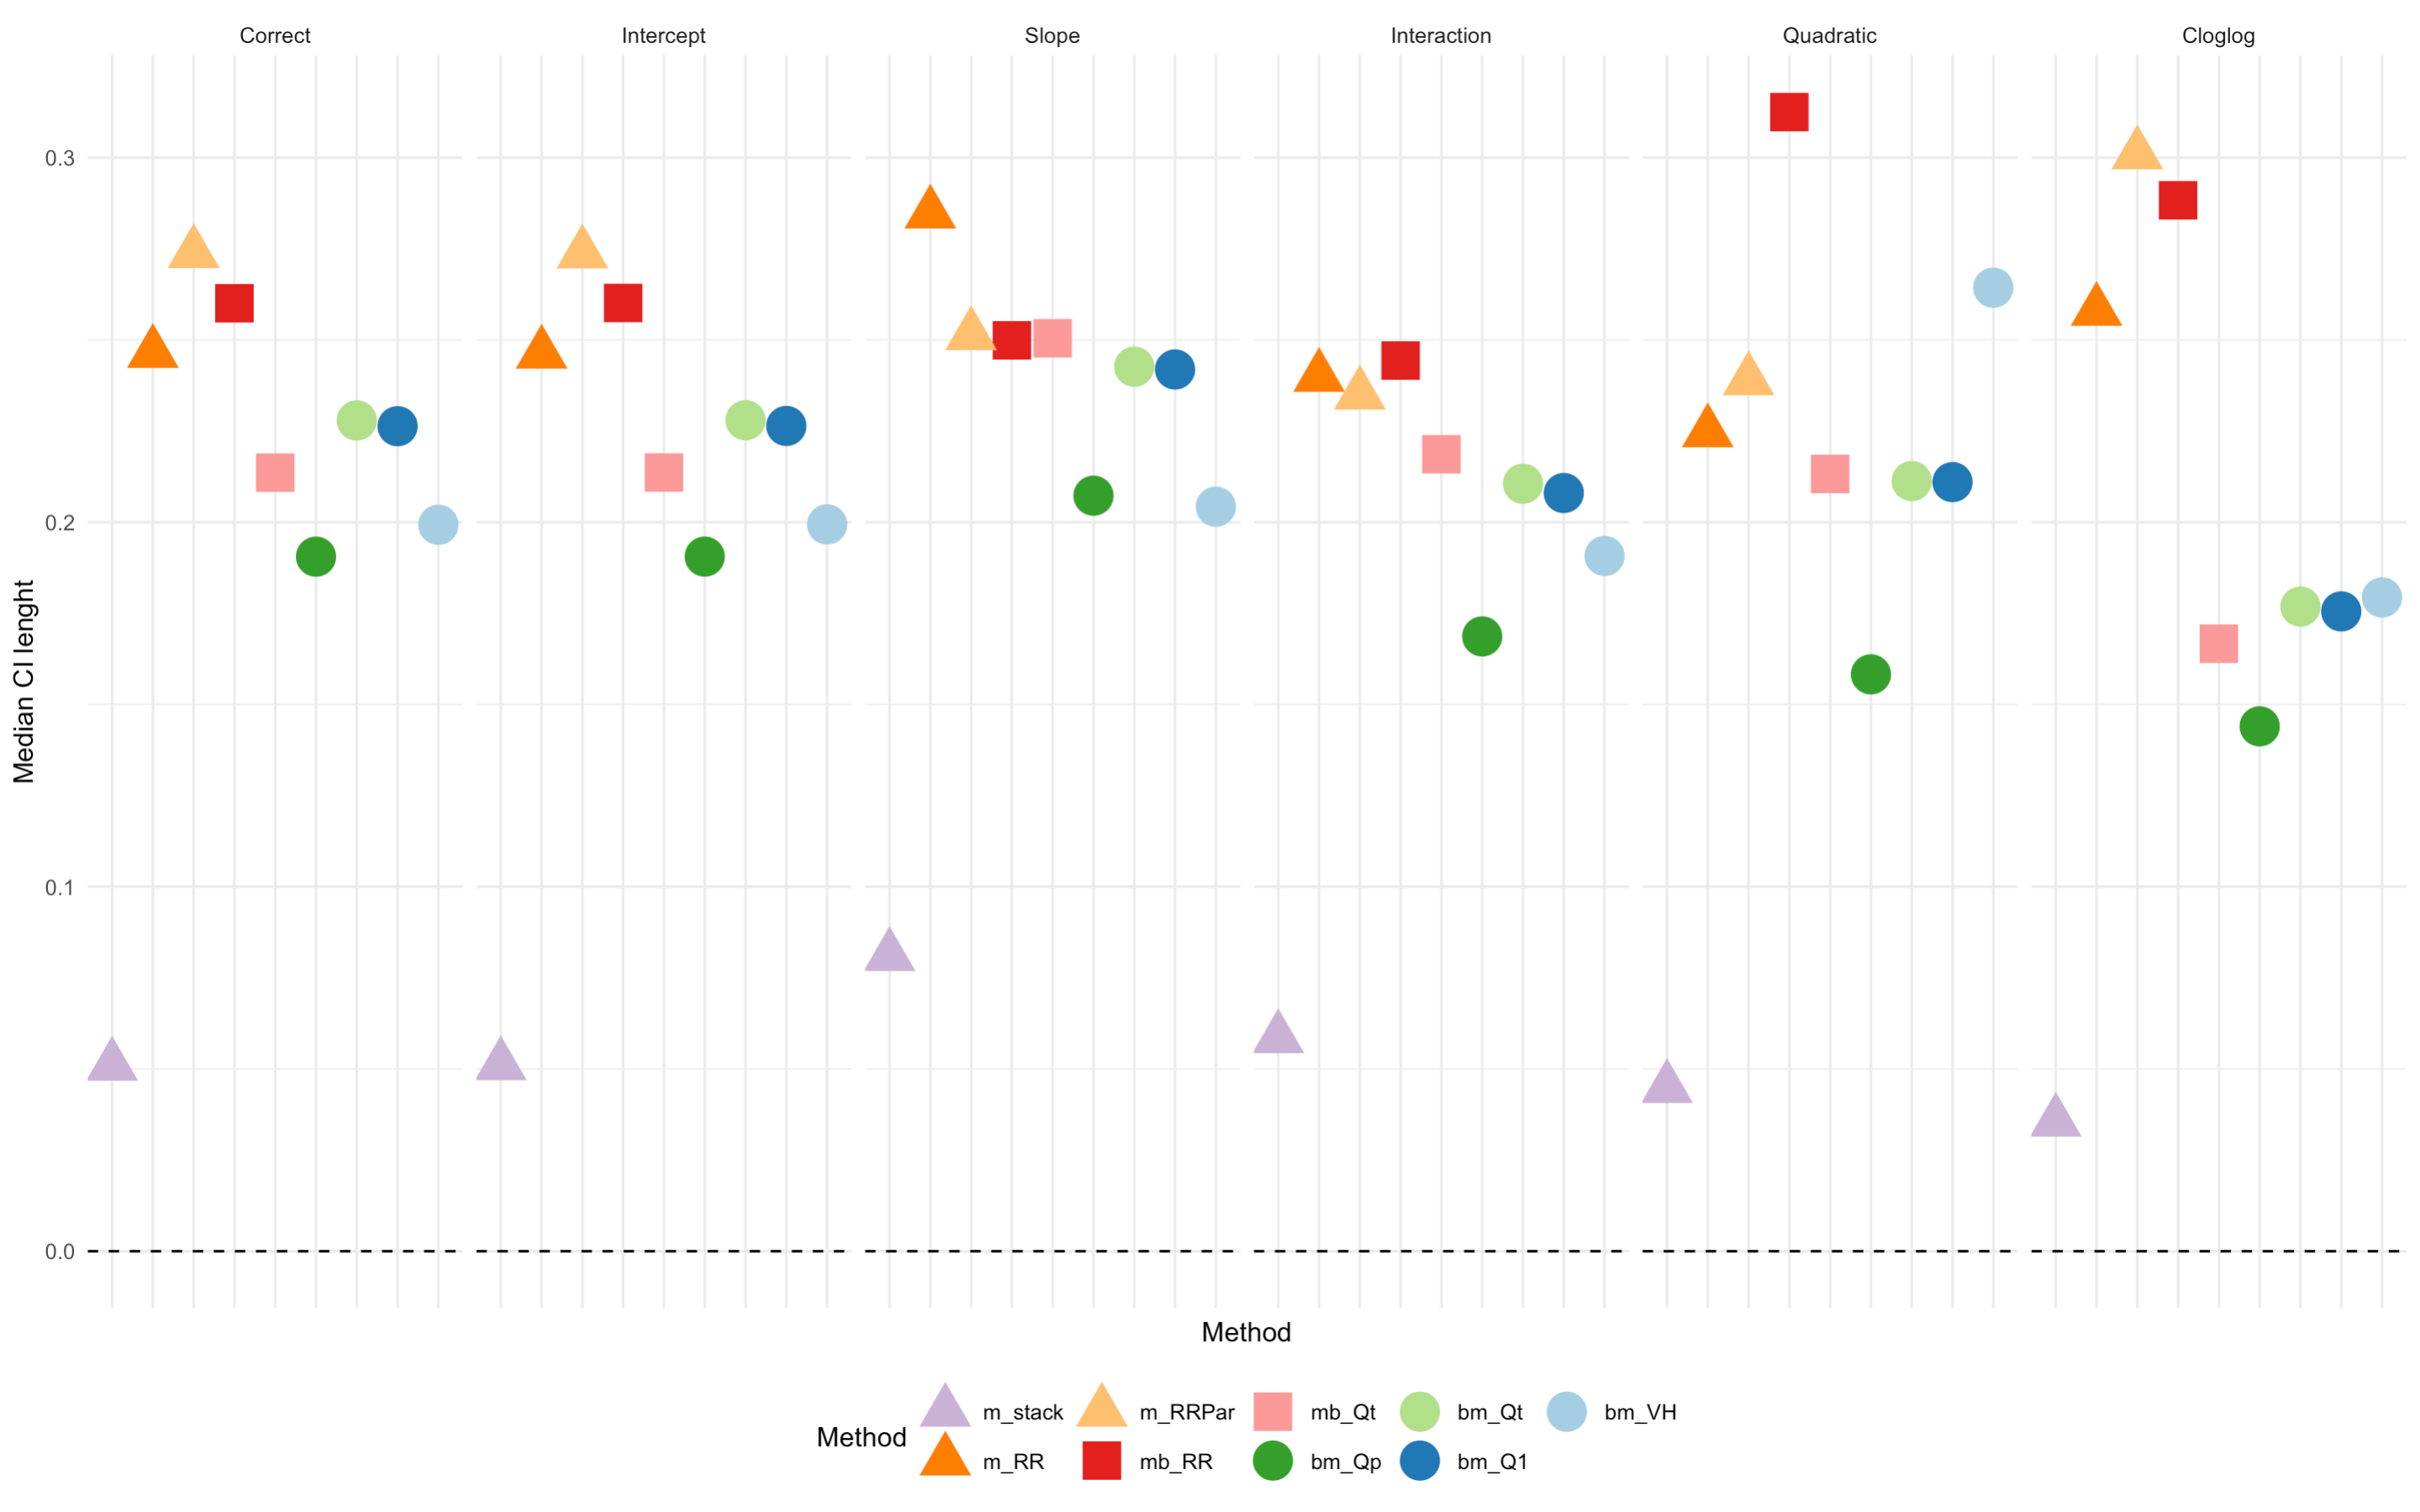 Correct Intercept Slope Interaction Quadratic Cloglog
0.3
0.2
0.1
0.0
Median CI lenght
Method
Method
m_stack m_RRPar mb_Qt bm_Qt bm_VH
m_RR mb_RR bm_Qp bm_Q1